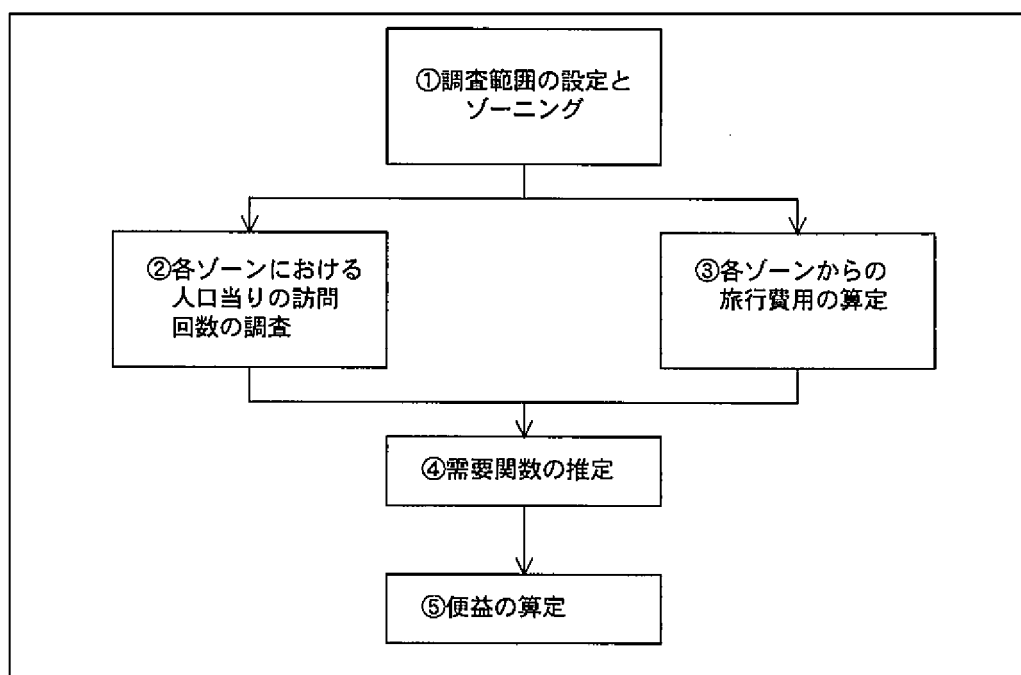 ①調査範囲の設定と
ゾーニング
②各ゾーンにおける
人口当りの訪問
回数の調査
③各ゾーンからの
旅行費用の算定
④需要関数の推定
⑤便益の算定